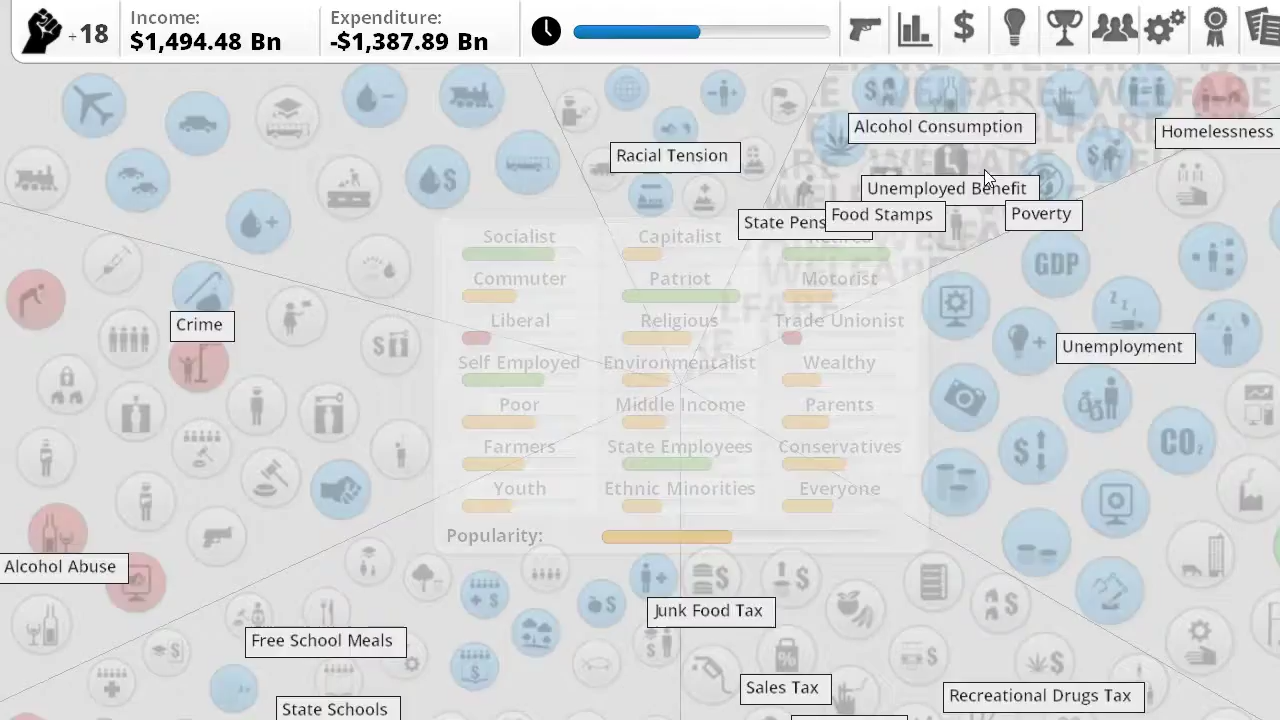 +18
Income:
$1,494.48 Bn
Expenditure:
-$1,387.89 Bn
WELFARE WELFARE
Alcohol Consumption
Homelessness
Racial Tension
Unemployed Benefit
State Pens
Food Stamps
Poverty
Socialist
Capitalist
Retired
GDP
Commuter
Patriot
Motorist
Crime
Liberal
Religious
Trade Unionist
Unemployment
Self Employed
Environmentalist
Wealthy
Poor
Middle Income
Parents
CO2
Farmers
State Employees
Conservatives
Youth
Ethnic Minorities
Everyone
Popularity:
Alcohol Abuse
Junk Food Tax
Free School Meals
Sales Tax
Recreational Drugs Tax
State Schools